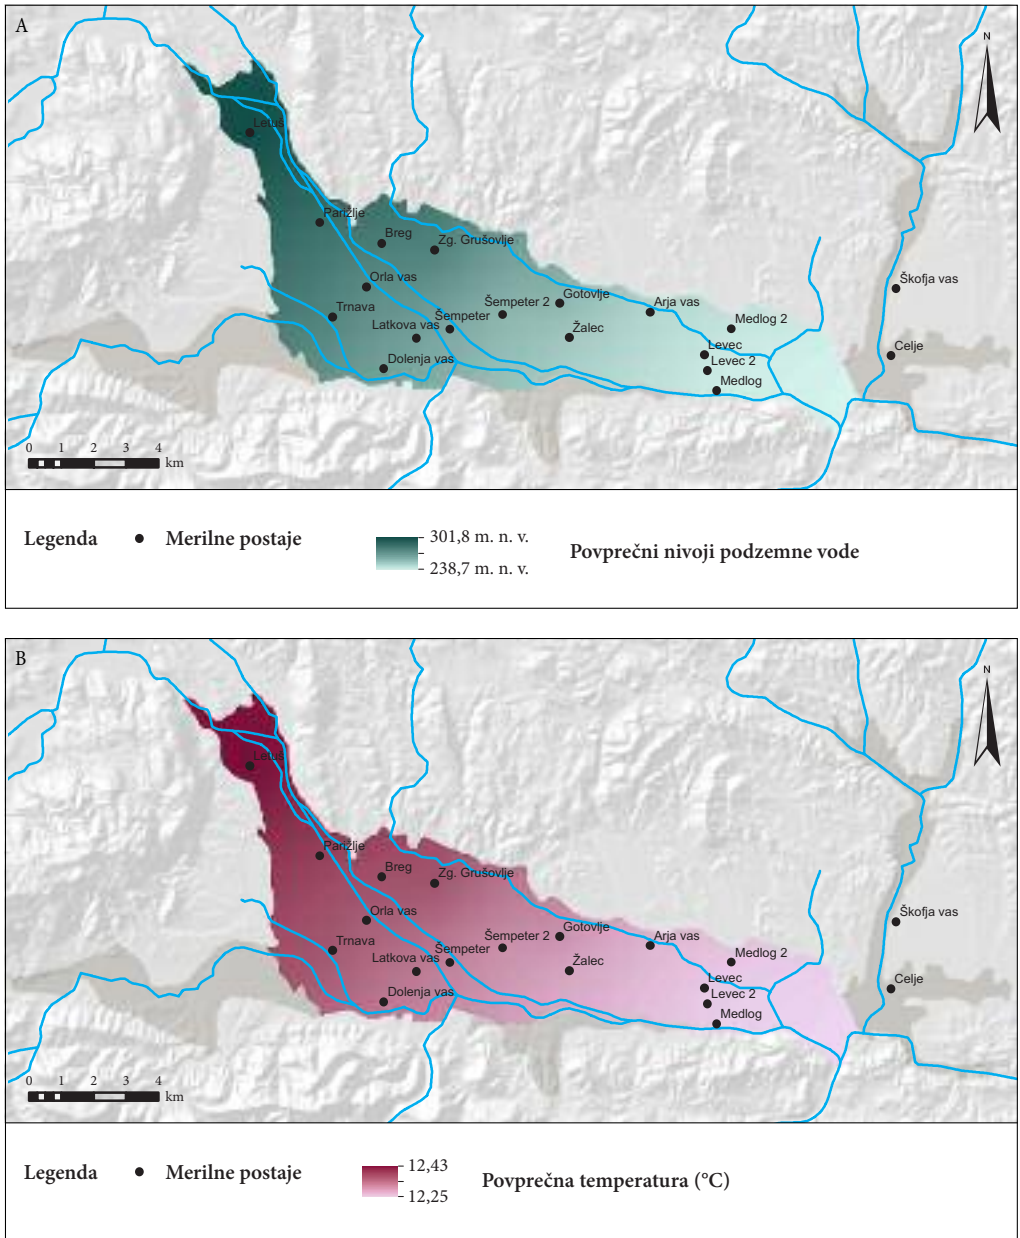 A
N
Letuš
Parižlje
Breg
Zg. Grušovlje
Orla vas
Trnava
Šempeter 2
Gotovlje
Arja vas
Škofja vas
Šempeter
Latkova vas
Žalec
Medlog 2
Levec
Celje
Dolenja vas
Levec 2
Medlog
0 1 2 3 4
km
Legenda Merilne postaje 301,8 m. n. v.
238,7 m. n. v.
Povprečni nivoji podzemne vode
B
N
Letuš
Parižlje
Breg
Zg. Grušovlje
Orla vas
Trnava
Šempeter 2
Gotovlje
Arja vas
Škofja vas
Šempeter
Latkova vas
Žalec
Medlog 2
Levec
Celje
Dolenja vas
Levec 2
Medlog
0 1 2 3 4
km
Legenda Merilne postaje 12,43
12,25
Povprečna temperatura (°C)